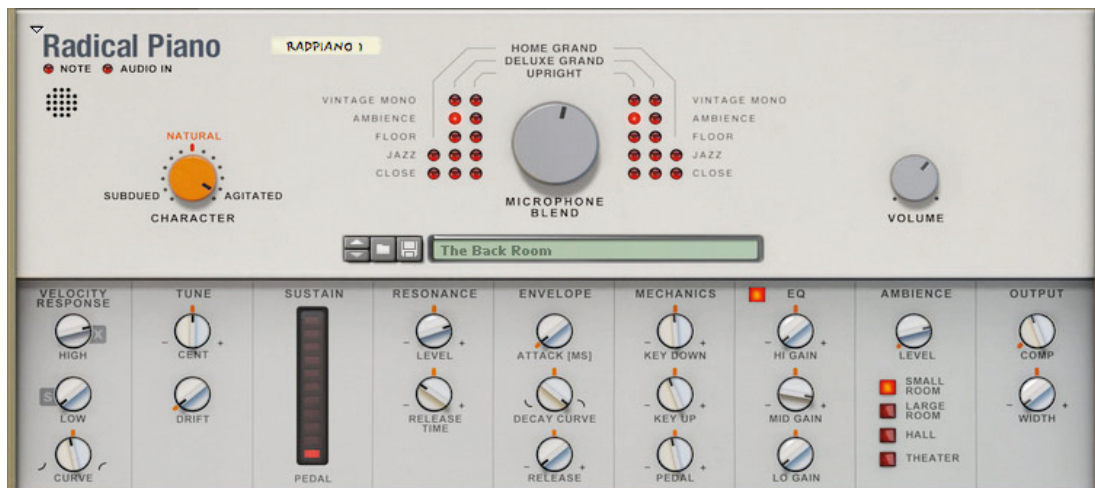 Radical Piano
RADPIANO 1
NOTE
AUDIO IN
HOME GRAND
DELUXE GRAND
UPRIGHT
VINTAGE MONO
AMBIENCE
FLOOR
JAZZ
CLOSE
VINTAGE MONO
AMBIENCE
FLOOR
JAZZ
CLOSE
NATURAL
SUBDUED
AGITATED
CHARACTER
MICROPHONE
BLEND
VOLUME
The Back Room
VELOCITY
RESPONSE
HIGH
X
S
LOW
CURVE
TUNE
- +
CENT
DRIFT
SUSTAIN
PEDAL
RESONANCE
- +
LEVEL
- +
RELEASE
TIME
ENVELOPE
ATTACK [MS]
DECAY CURVE
- +
RELEASE
MECHANICS
- +
KEY DOWN
- +
KEY UP
- +
PEDAL
EQ
- +
HI GAIN
- +
MID GAIN
- +
LO GAIN
AMBIENCE
LEVEL
SMALL
ROOM
LARGE
ROOM
HALL
THEATER
OUTPUT
COMP
- +
WIDTH